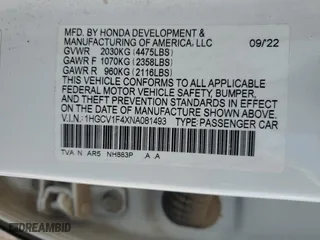 MFD. BY HONDA DEVELOPMENT &
MANUFACTURING OF AMERICA, LLC 09/22
GVWR 2030KG (4475LBS)
GAWR F 1070KG (2358LBS)
GAWR R 960KG (2116LBS)
THIS VEHICLE CONFORMS TO ALL APPLICABLE
FEDERAL MOTOR VEHICLE SAFETY, BUMPER, AND
THEFT PREVENTION STANDARDS IN EFFECT ON THE
DATE OF MANUFACTURE SHOWN ABOVE.
V.I.N.: 1HGCV1F4XNA081493 TYPE: PASSENGER CAR
TVA N AR5 NH883P A A
DREAMBID